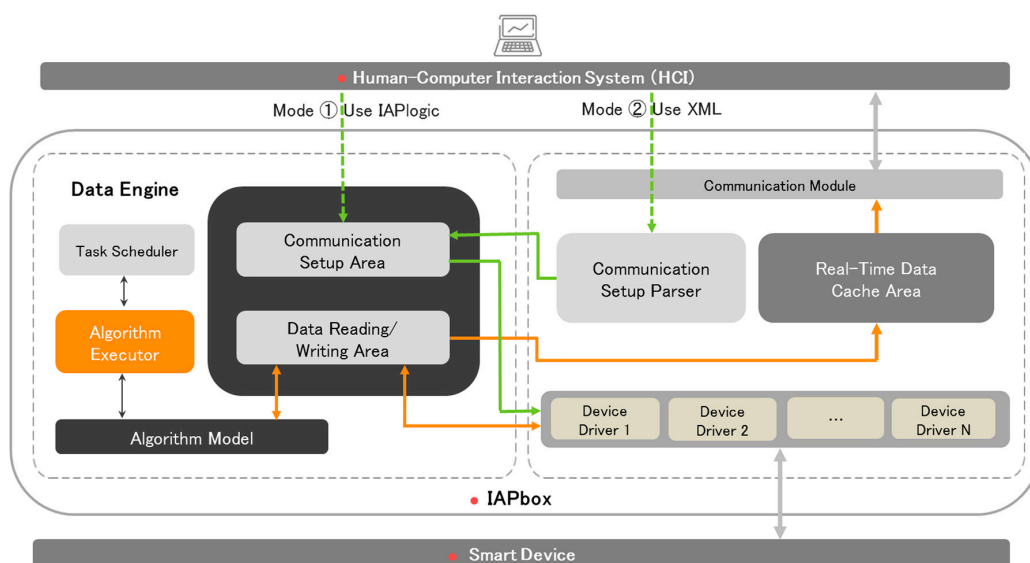 Human-Computer Interaction System (HCI)
Mode ① Use IAPlogic
Mode ② Use XML
Data Engine
Communication Module
Task Scheduler
Communication
Setup Area
Communication
Setup Parser
Real-Time Data
Cache Area
Algorithm
Executor
Data Reading/
Writing Area
Algorithm Model
Device
Driver 1
Device
Driver 2
...
Device
Driver N
IAPbox
Smart Device